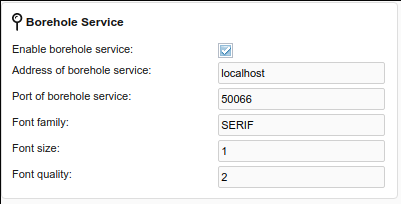 Borehole Service
Enable borehole service:
Address of borehole service: localhost
Port of borehole service: 50066
Font family: SERIF
Font size: 1
Font quality: 2